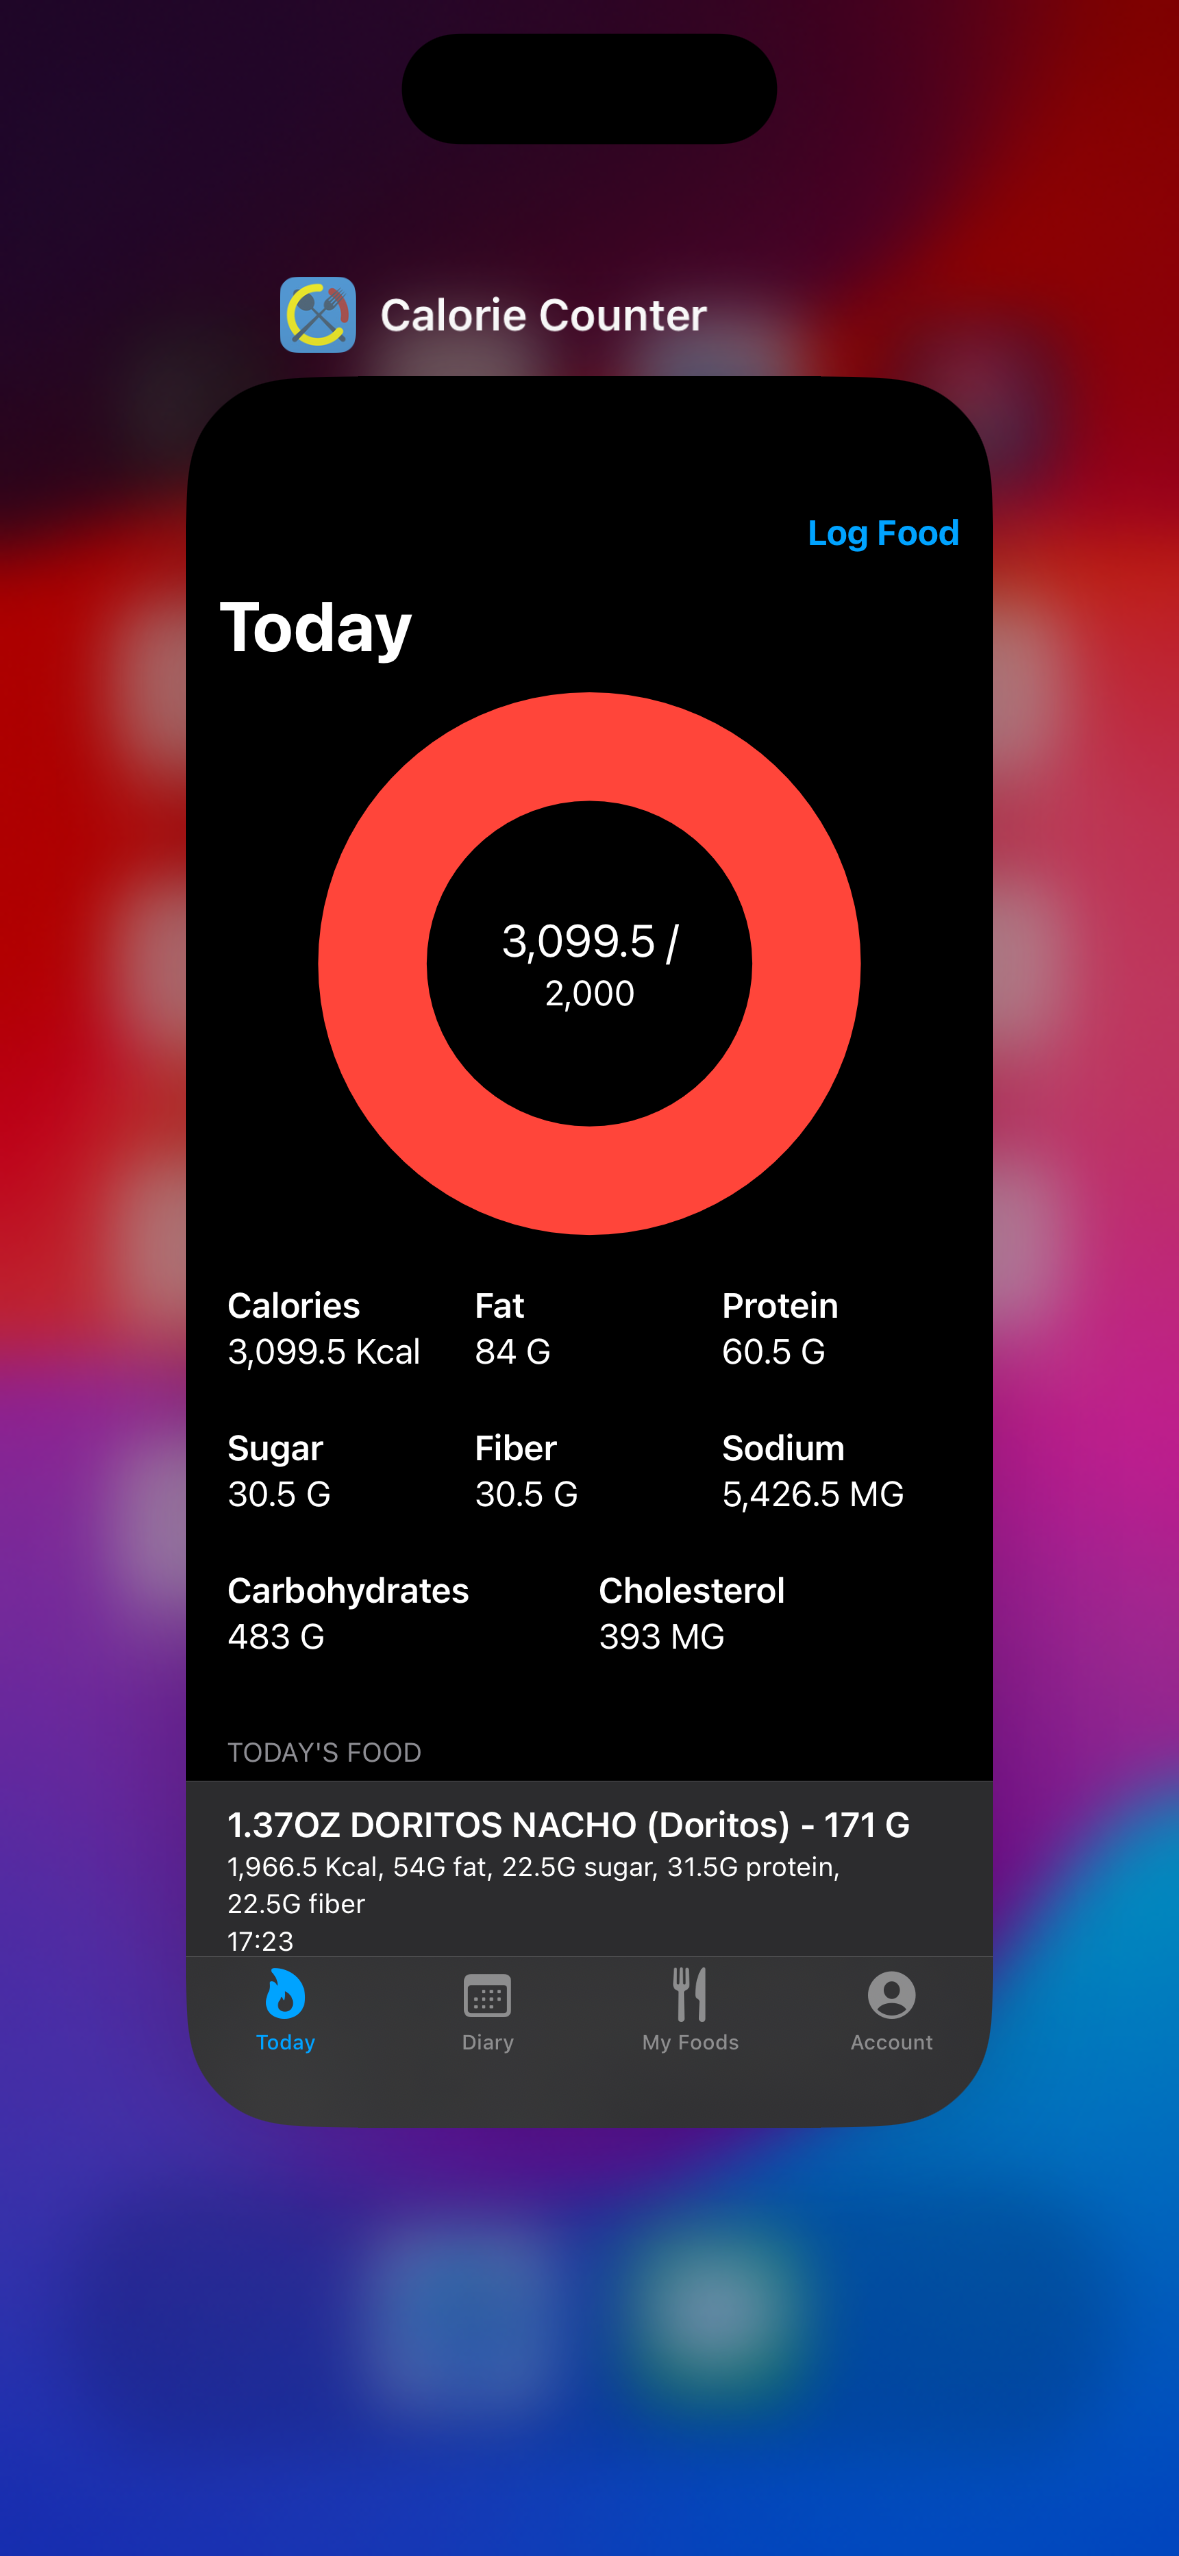 Calorie Counter
Log Food
Today
3,099.5 /
2,000
Calories Fat Protein
3,099.5 Kcal 84 G 60.5 G
Sugar Fiber Sodium
30.5 G 30.5 G 5,426.5 MG
Carbohydrates Cholesterol
483 G 393 MG
TODAY'S FOOD
1.37OZ DORITOS NACHO (Doritos) - 171 G
1,966.5 Kcal, 54G fat, 22.5G sugar, 31.5G protein,
22.5G fiber
17:23
Today Diary My Foods Account